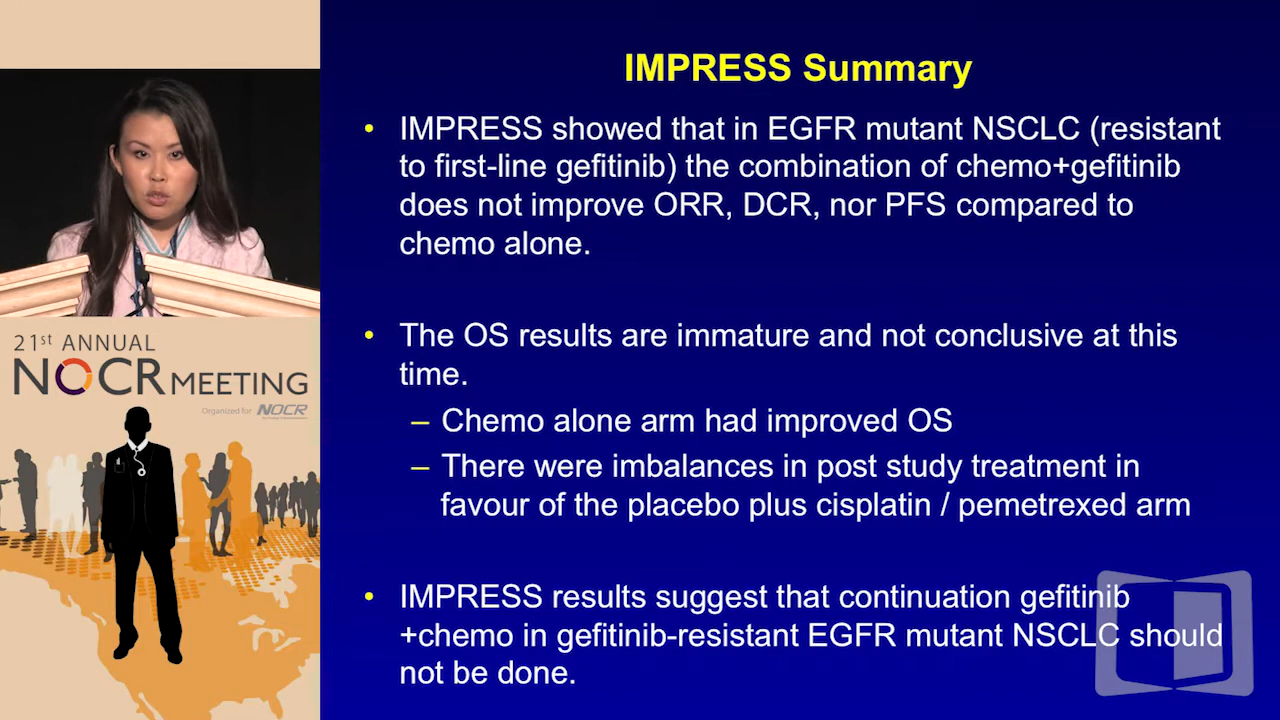 IMPRESS Summary
• IMPRESS showed that in EGFR mutant NSCLC (resistant
to first-line gefitinib) the combination of chemo+gefitinib
does not improve ORR, DCR, nor PFS compared to
chemo alone.
• The OS results are immature and not conclusive at this
time.
– Chemo alone arm had improved OS
– There were imbalances in post study treatment in
favour of the placebo plus cisplatin / pemetrexed arm
• IMPRESS results suggest that continuation gefitinib
+chemo in gefitinib-resistant EGFR mutant NSCLC should
not be done.
21st ANNUAL
NOCR MEETING
Organized for NOCR